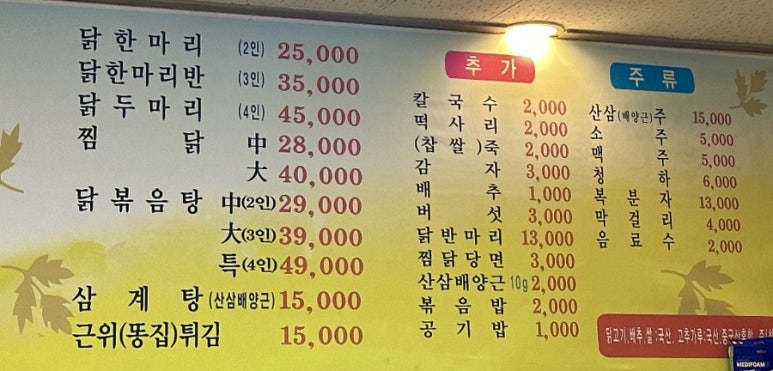 닭 한 마 리 (2인) 25,000
닭한마리반 (3인) 35,000
닭 두 마 리 (4인) 45,000
찜 닭 中 28,000
大 40,000
닭 볶 음 탕 中(2인) 29,000
大(3인) 39,000
특(4인) 49,000
삼 계 탕 (산삼배양근) 15,000
근위(똥집)튀김 15,000
추 가
칼 국 수 2,000
떡 사 리 2,000
(찹 쌀 )죽 2,000
감 자 3,000
배 추 1,000
버 섯 3,000
닭 반 마 리 13,000
찜 닭 당 면 3,000
산삼배양근 10g 2,000
볶 음 밥 2,000
공 기 밥 1,000
주 류
산삼(배양근)주 15,000
소 주 5,000
맥 주 5,000
청 하 6,000
복 분 자 13,000
막 걸 리 4,000
음 료 수 2,000
닭고기,배추,쌀 :국산, 고추가루:국산,중국산
MEDIFOAM